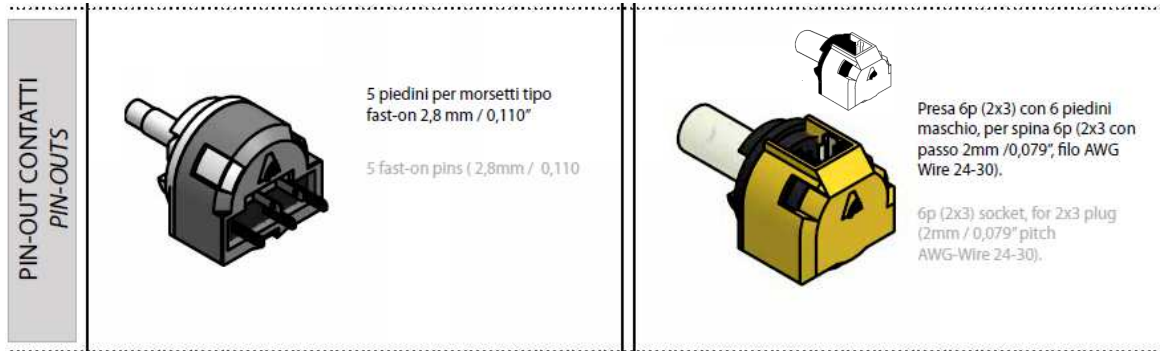 PIN-OUT CONTATTI
PIN-OUTS
5 piedini per morsetti tipo
fast-on 2,8 mm / 0,110”
5 fast-on pins ( 2,8mm / 0,110
Presa 6p (2x3) con 6 piedini
maschio, per spina 6p (2x3 con
passo 2mm /0,079”, filo AWG
Wire 24-30).
6p (2x3) socket, for 2x3 plug
(2mm / 0,079” pitch
AWG-Wire 24-30).